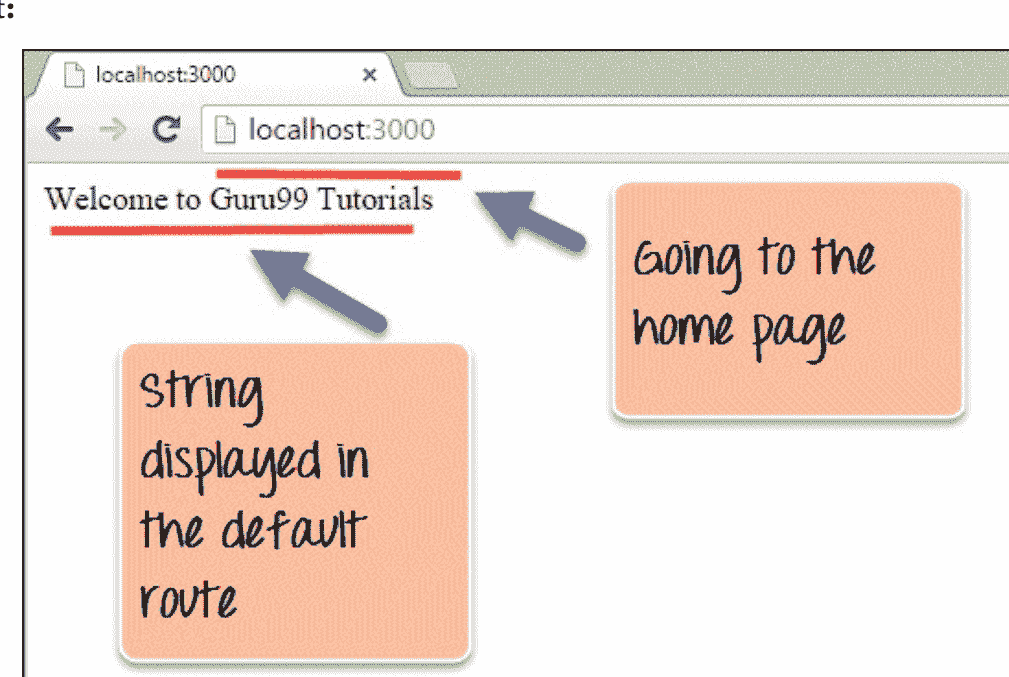 t:
localhost:3000
localhost:3000
Welcome to Guru99 Tutorials
Going to the
home page
String
displayed in
the default
route